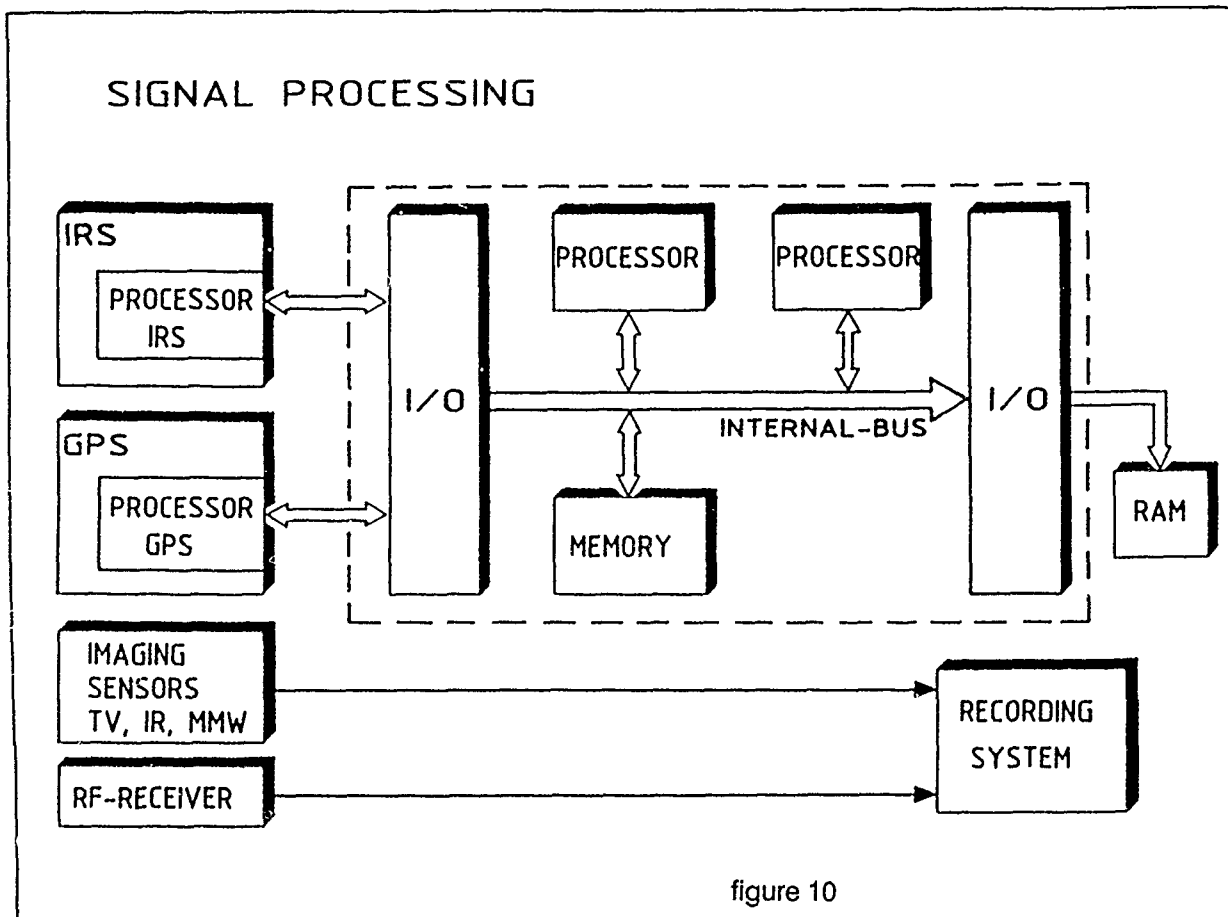 SIGNAL PROCESSING
IRS
PROCESSOR
IRS
GPS
PROCESSOR
GPS
I/O
PROCESSOR
PROCESSOR
INTERNAL-BUS
MEMORY
I/O
RAM
IMAGING
SENSORS
TV, IR, MMW
RF-RECEIVER
RECORDING
SYSTEM
figure 10